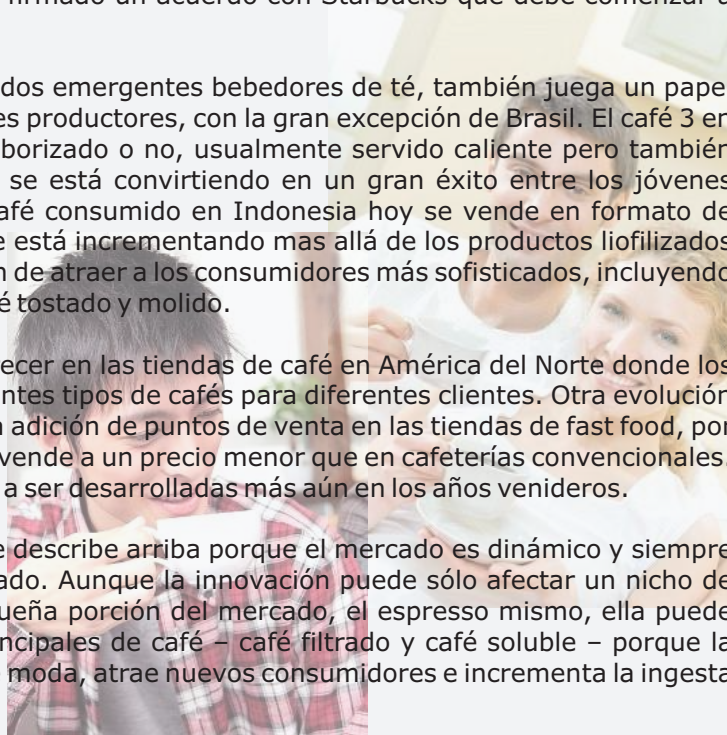 firmado un acuerdo con Starbucks que debe comenzar a
dos emergentes bebedores de té, también juega un pape
es productores, con la gran excepción de Brasil. El café 3 en
borizado o no, usualmente servido caliente pero también
se está convirtiendo en un gran éxito entre los jóvenes
afé consumido en Indonesia hoy se vende en formato de
e está incrementando mas allá de los productos liofilizados
n de atraer a los consumidores más sofisticados, incluyendo
é tostado y molido.
ecer en las tiendas de café en América del Norte donde los
ntes tipos de cafés para diferentes clientes. Otra evolución
a adición de puntos de venta en las tiendas de fast food, por
vende a un precio menor que en cafeterías convencionales.
a ser desarrolladas más aún en los años venideros.
e describe arriba porque el mercado es dinámico y siempre
ado. Aunque la innovación puede sólo afectar un nicho de
ueña porción del mercado, el espresso mismo, ella puede
ncipales de café – café filtrado y café soluble – porque la
e moda, atrae nuevos consumidores e incrementa la ingesta